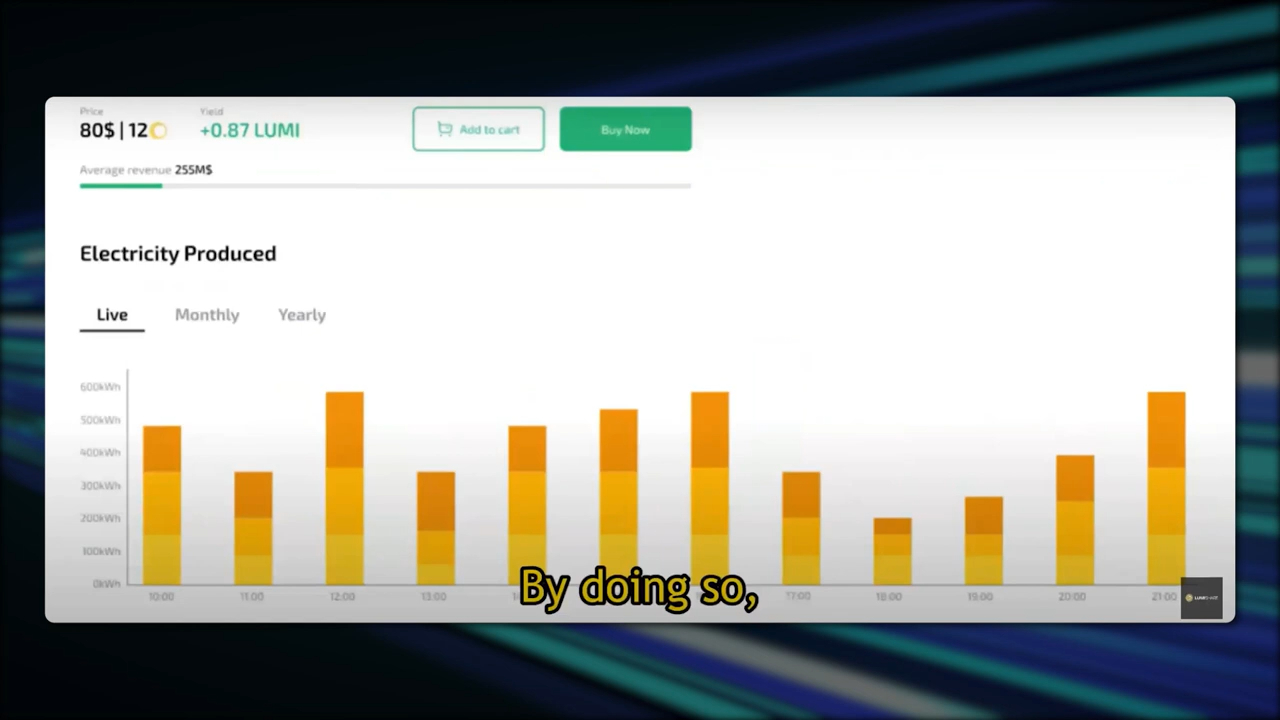 Price
Yield
80$ | 12
+0.87 LUMI
Add to cart
Buy Now
Average revenue 255M$
Electricity Produced
Live
Monthly
Yearly
600kWh
500kWh
400kWh
300kWh
200kWh
100kWh
0kWh
10:00
11:00
12:00
13:00
17:00
18:00
19:00
20:00
21:00
By doing so,